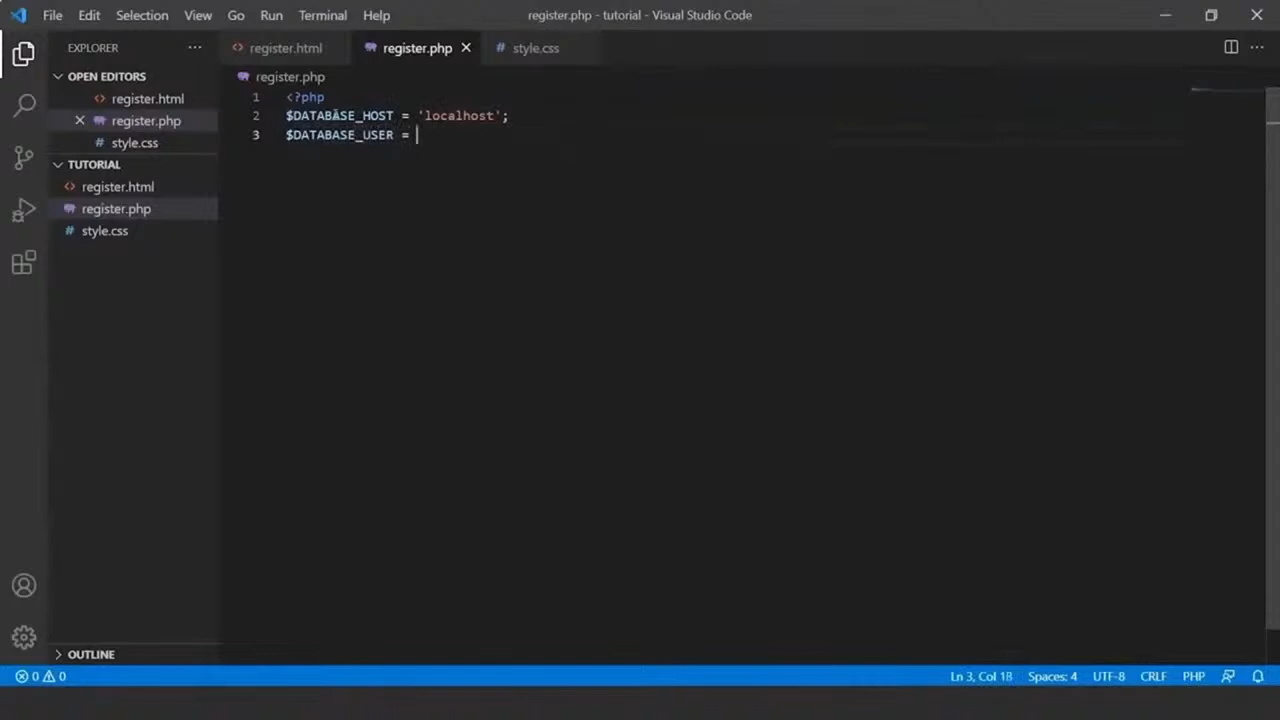 File Edit Selection View Go Run Terminal Help
register.php - tutorial - Visual Studio Code
EXPLORER
OPEN EDITORS
register.html
register.php
style.css
TUTORIAL
register.html
register.php
style.css
OUTLINE
register.html register.php style.css
register.php
1 <?php
2 $DATABASE_HOST = 'localhost';
3 $DATABASE_USER =
0 0 Ln 3, Col 18 Spaces: 4 UTF-8 CRLF PHP